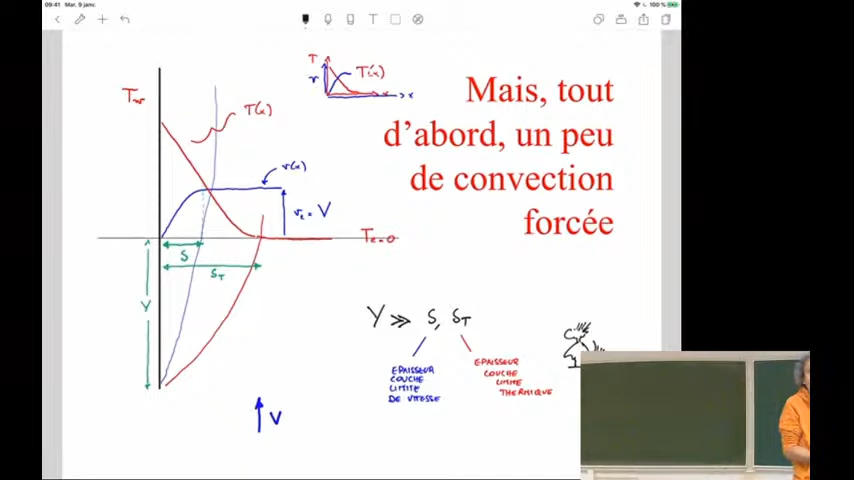 09:41 Mar. 9 janv.
100 %
T
Mais, tout
d'abord, un peu
de convection
forcée
T
T(x)
v
x
x
T∞
T(x)
v(x)
v∞ = V
T∞=0
δ
δT
Y
Y ≫ δ, δT
EPAISSEUR
COUCHE
LIMITE
DE VITESSE
EPAISSEUR
COUCHE
LIMITE
THERMIQUE
V